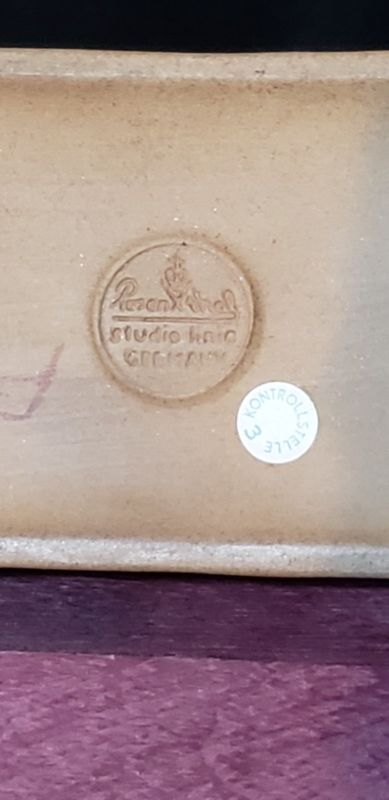 Rosenthal
studio-linie
GERMANY
KONTROLLSTELLE 3